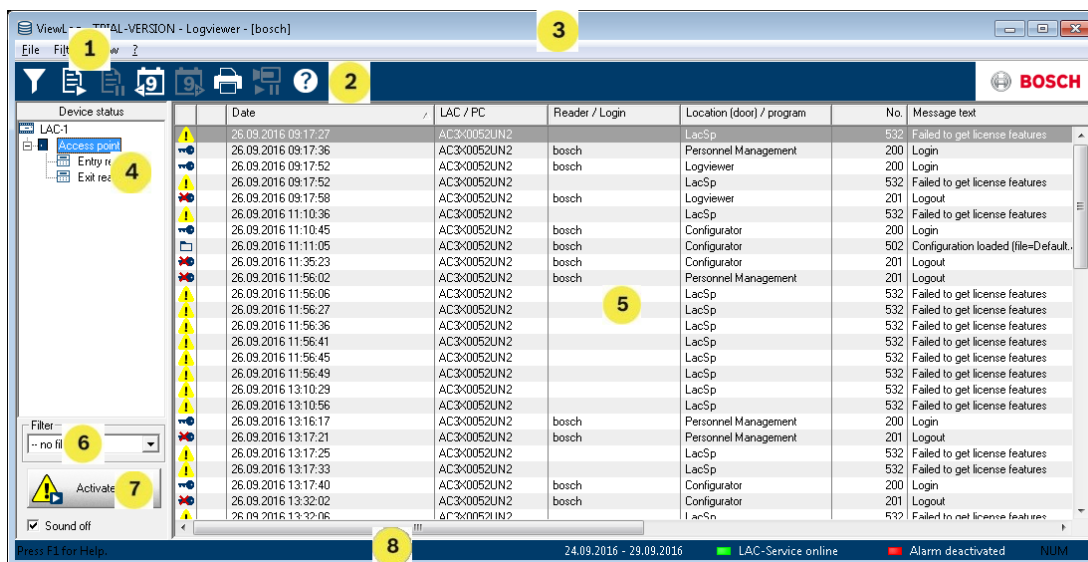 TRIAL-VERSION - Logviewer - [bosch]
3
File 1 ?
9 9 ? 2 BOSCH
Device status
LAC-1
Access point
Entry
Exit
4
Date LAC / PC Reader / Login Location (door) / program No. Message text
26.09.2016 09:17:27 AC3X0052UN2 LacSp 532 Failed to get license features
26.09.2016 09:17:36 AC3X0052UN2 bosch Personnel Management 200 Login
26.09.2016 09:17:52 AC3X0052UN2 bosch Logviewer 200 Login
26.09.2016 09:17:52 AC3X0052UN2 LacSp 532 Failed to get license features
26.09.2016 09:17:58 AC3X0052UN2 bosch Logviewer 201 Logout
26.09.2016 11:10:36 AC3X0052UN2 LacSp 532 Failed to get license features
26.09.2016 11:10:45 AC3X0052UN2 bosch Configurator 200 Login
26.09.2016 11:11:05 AC3X0052UN2 bosch Configurator 502 Configuration loaded (file=Default.
26.09.2016 11:35:23 AC3X0052UN2 bosch Configurator 201 Logout
26.09.2016 11:56:02 AC3X0052UN2 bosch Personnel Management 201 Logout
26.09.2016 11:56:06 AC3X0052UN2 LacSp 532 Failed to get license features
26.09.2016 11:56:27 AC3X0052UN2 5 LacSp 532 Failed to get license features
26.09.2016 11:56:36 AC3X0052UN2 LacSp 532 Failed to get license features
26.09.2016 11:56:41 AC3X0052UN2 LacSp 532 Failed to get license features
26.09.2016 11:56:45 AC3X0052UN2 LacSp 532 Failed to get license features
26.09.2016 11:56:49 AC3X0052UN2 LacSp 532 Failed to get license features
26.09.2016 13:10:29 AC3X0052UN2 LacSp 532 Failed to get license features
26.09.2016 13:10:56 AC3X0052UN2 LacSp 532 Failed to get license features
26.09.2016 13:16:17 AC3X0052UN2 bosch Personnel Management 200 Login
26.09.2016 13:17:21 AC3X0052UN2 bosch Personnel Management 201 Logout
26.09.2016 13:17:25 AC3X0052UN2 LacSp 532 Failed to get license features
26.09.2016 13:17:33 AC3X0052UN2 LacSp 532 Failed to get license features
26.09.2016 13:17:40 AC3X0052UN2 bosch Configurator 200 Login
26.09.2016 13:32:02 AC3X0052UN2 bosch Configurator 201 Logout
26.09.2016 13:32:06 AC3X0052UN2 LacSp 532 Failed to get license features
Filter
-- no 6
Activate 7
Sound off
8
Press F1 for Help. 24.09.2016 - 29.09.2016 LAC-Service online Alarm deactivated NUM